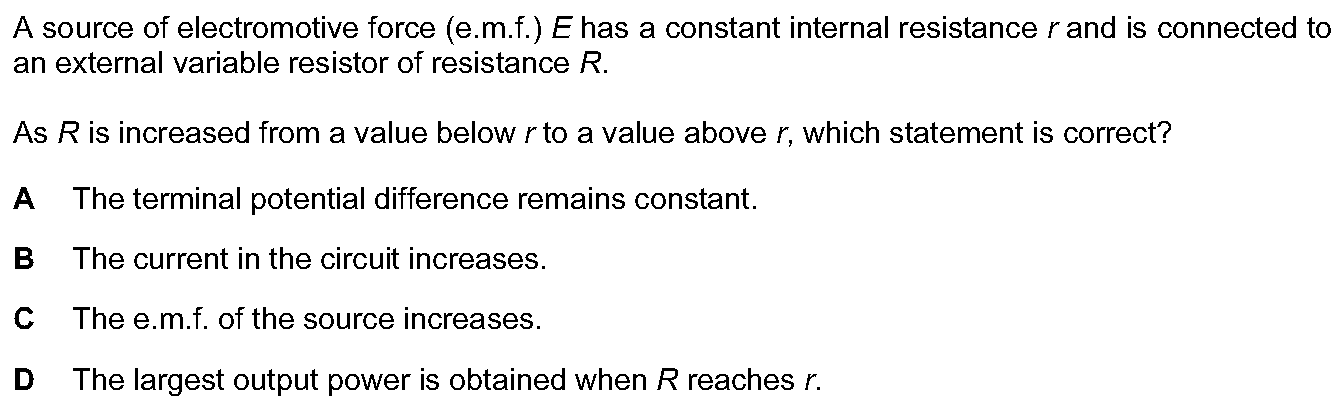 A source of electromotive force (e.m.f.) E has a constant internal resistance r and is connected to
an external variable resistor of resistance R.
As R is increased from a value below r to a value above r, which statement is correct?
A The terminal potential difference remains constant.
B The current in the circuit increases.
C The e.m.f. of the source increases.
D The largest output power is obtained when R reaches r.